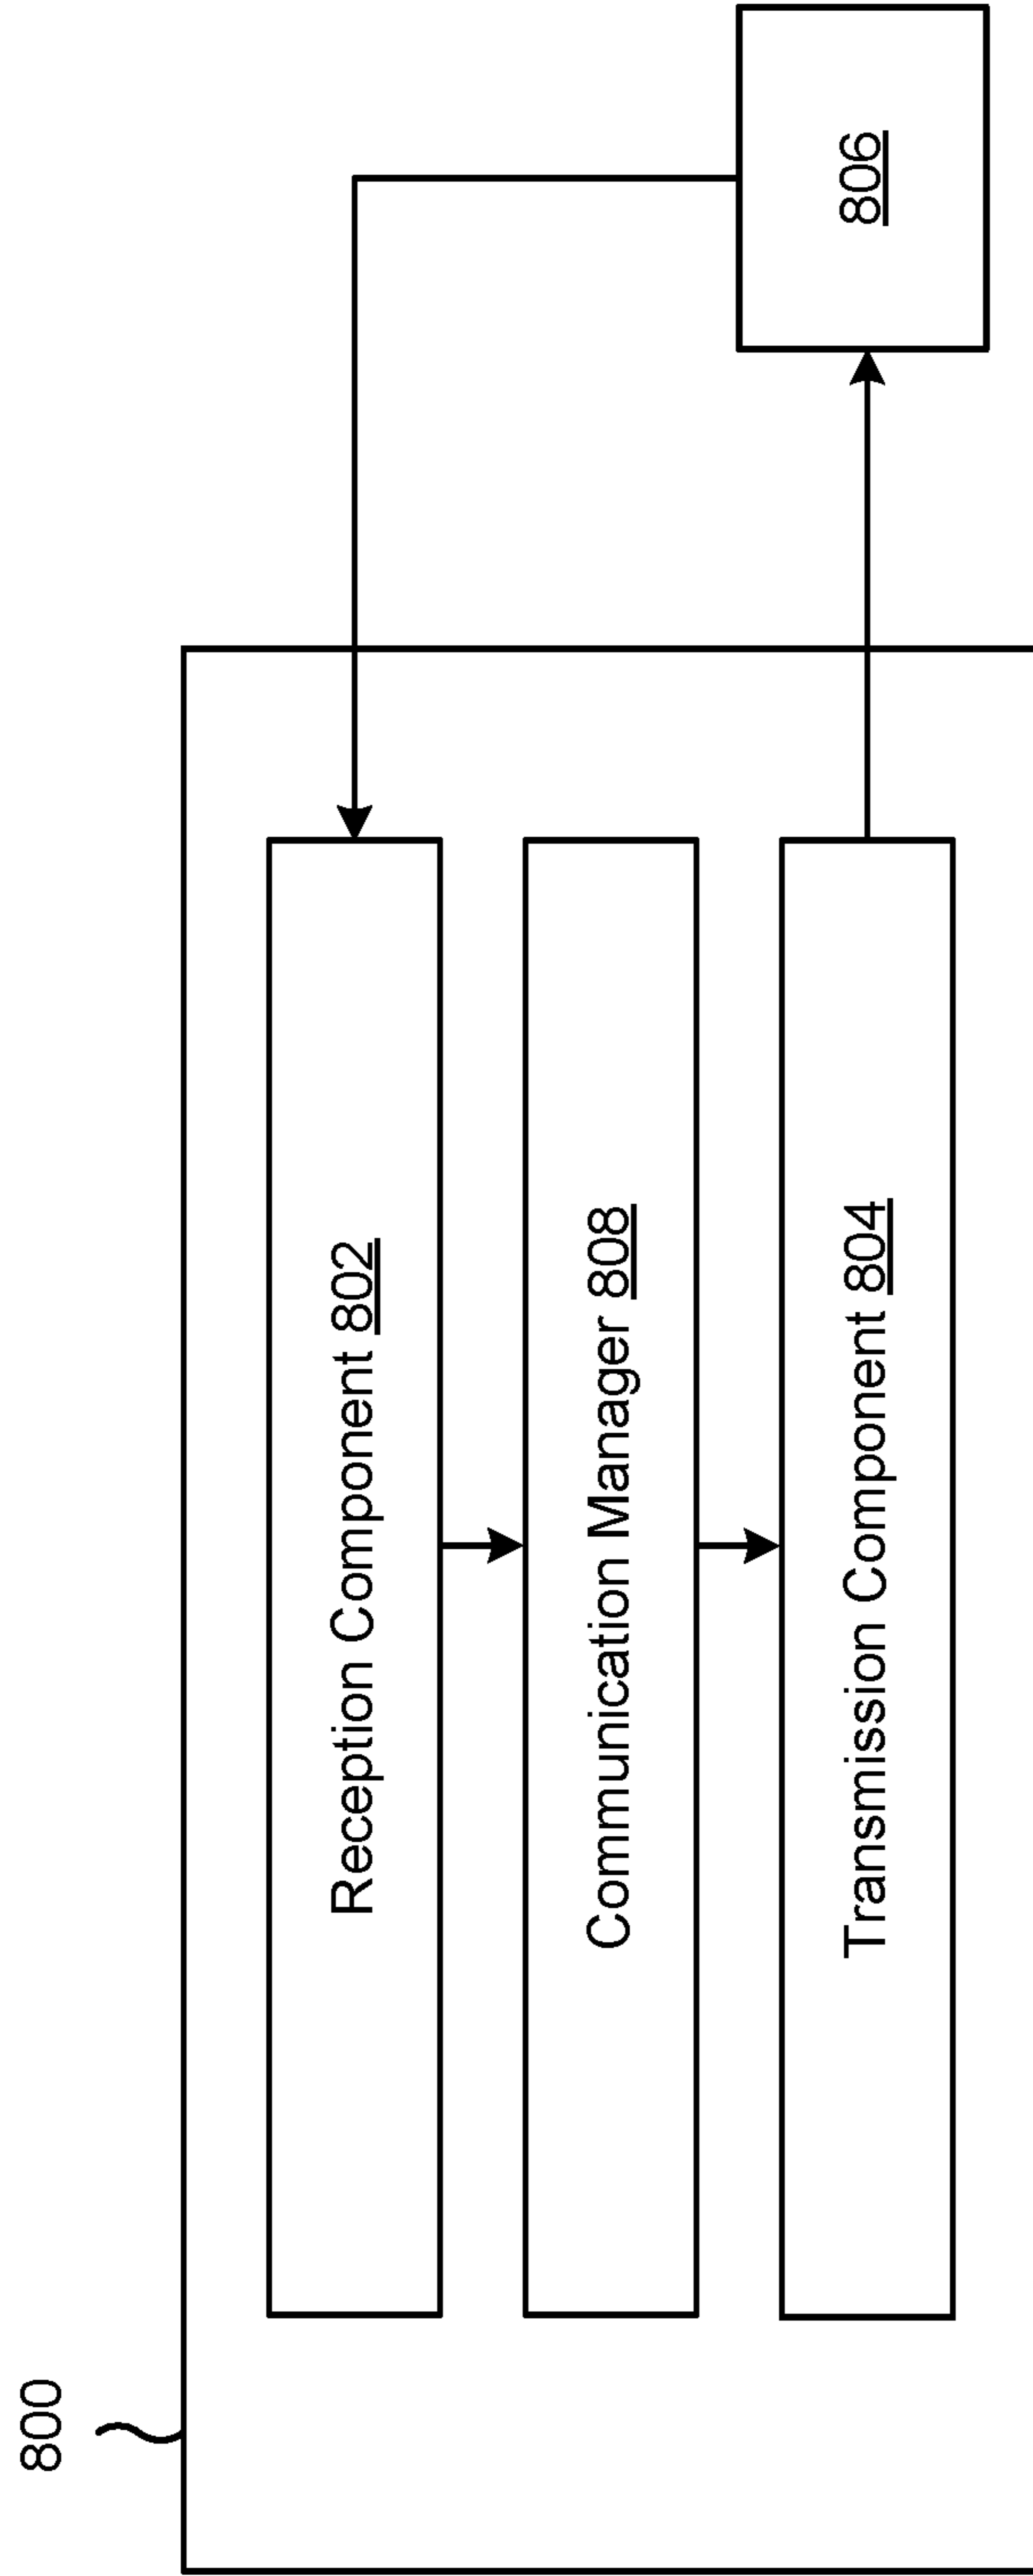 800
Reception Component 802
Communication Manager 808
Transmission Component 804
806